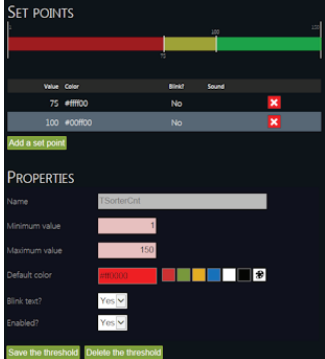 SET POINTS
100
75
Value Color Blink? Sound
75 #ffff00 No
100 #00ff00 No
Add a set point
PROPERTIES
Name TSorterCnt
Minimum value 1
Maximum value 150
Default color #ff0000
Blink text? Yes
Enabled? Yes
Save the threshold Delete the threshold